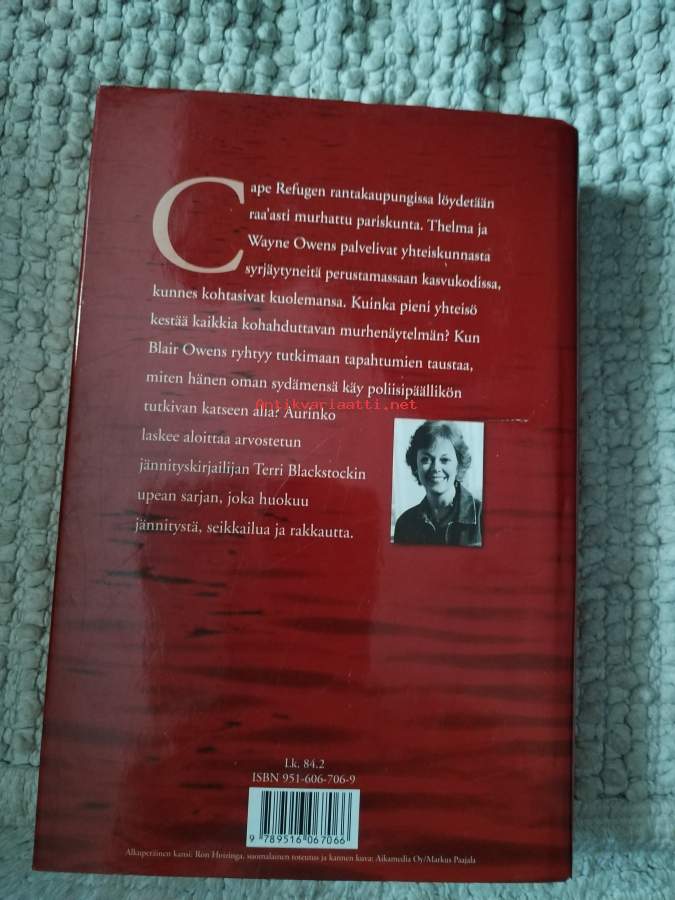 Cape Refugen rantakaupungissa löydetään
raa'asti murhattu pariskunta. Thelma ja
Wayne Owens palvelivat yhteiskunnasta
syrjäytyneitä perustamassaan kasvukodissa,
kunnes kohtasivat kuolemansa. Kuinka pieni yhteisö
kestää kaikkia kohahduttavan murhenäytelmän? Kun
Blair Owens ryhtyy tutkimaan tapahtumien taustaa,
miten hänen oman sydämensä käy poliisipäällikön
Antikvariaatti.net
tutkivan katseen alla? Aurinko
laskee aloittaa arvostetun
jännityskirjailijan Terri Blackstockin
upean sarjan, joka huokuu
jännitystä, seikkailua ja rakkautta.
Lk. 84.2
ISBN 951-606-706-9
9 789516 067066
Alkuperäinen kansi: Ron Huizinga, suomalainen toteutus ja kannen kuva: Aikamedia Oy/Markus Paajala